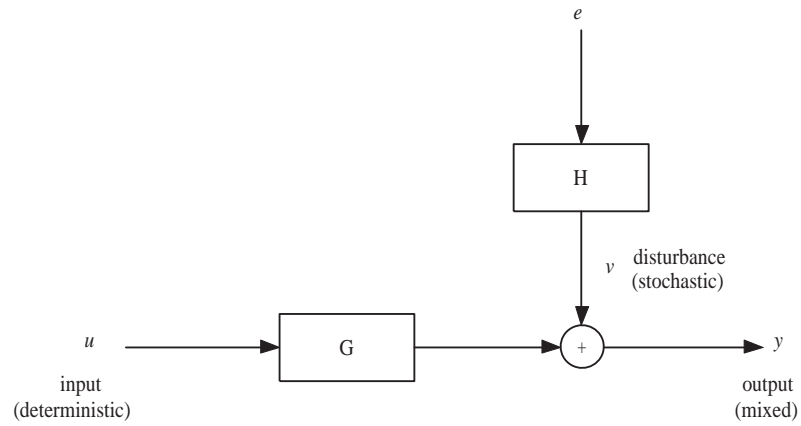 e
H
v
disturbance
(stochastic)
u
G
+
y
input
(deterministic)
output
(mixed)